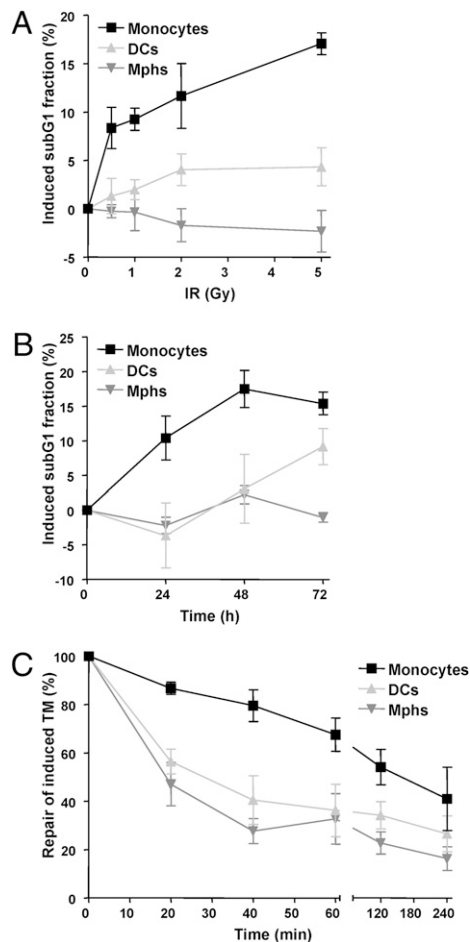 A
Induced subG1 fraction (%)
20
15
10
5
0
-5
Monocytes
DCs
Mphs
0 1 2 3 4 5
IR (Gy)
B
Induced subG1 fraction (%)
25
20
15
10
5
0
-5
-10
Monocytes
DCs
Mphs
0 24 48 72
Time (h)
C
Repair of induced TM (%)
100
80
60
40
20
0
Monocytes
DCs
Mphs
0 10 20 30 40 50 60 120 180 240
Time (min)